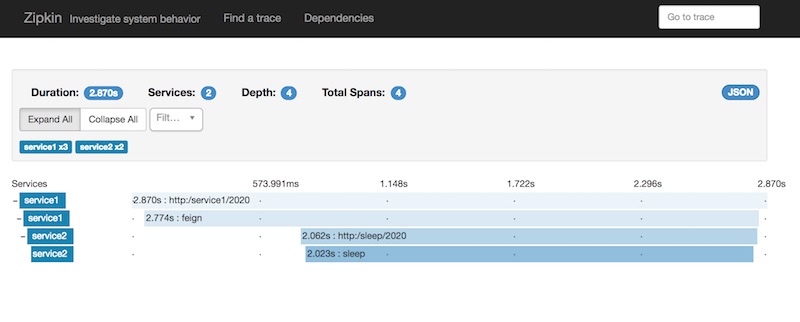 Zipkin Investigate system behavior Find a trace Dependencies Go to trace
Duration: 2.870s Services: 2 Depth: 4 Total Spans: 4 JSON
Expand All Collapse All Filt...
service1 x3 service2 x2
Services 573.991ms 1.148s 1.722s 2.296s 2.870s
- service1 2.870s : http:/service1/2020
- service1 2.774s : feign
- service2 2.062s : http:/sleep/2020
service2 2.023s : sleep